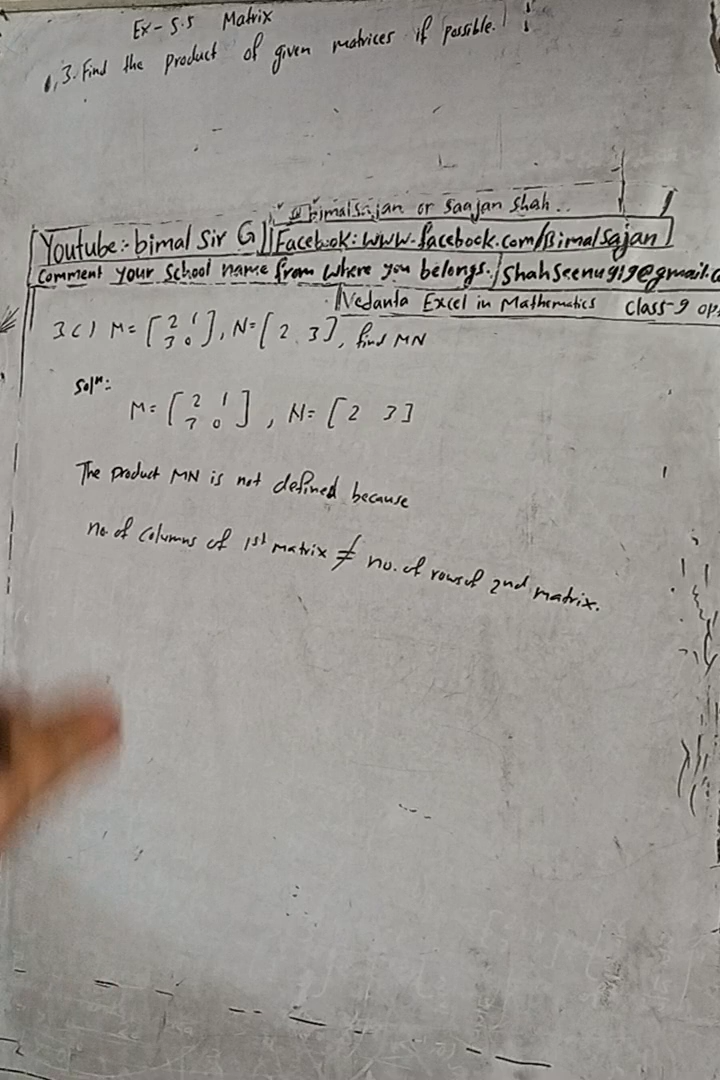 Ex-5.5 Matrix
3. Find the product of given matrices if possible.
bimalsajan or Saajan Shah..
Youtube:- bimal Sir G || Facebook: www.facebook.com/Bimalsajan
Comment your school name from where you belongs. / Shahseenu919@gmail.c
Vedanta Excel in Mathematics Class-9 op
3 c) M = [2 1 3 0], N = [2 3], find MN
Solⁿ:
M = [2 1 3 0], N = [2 3]
The product MN is not defined because
no. of columns of 1st matrix ≠ no. of rows of 2nd matrix.